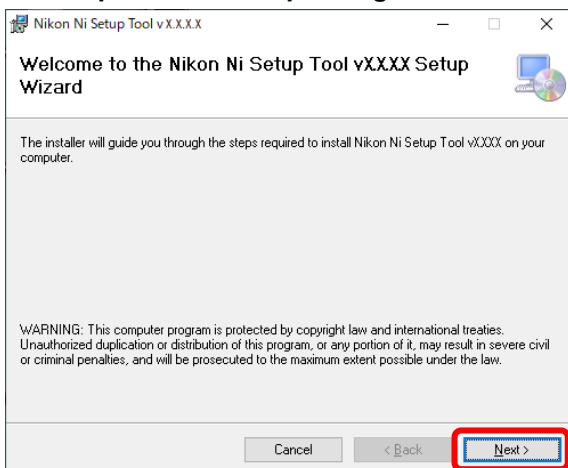 Nikon Ni Setup Tool v X.X.X.X
Welcome to the Nikon Ni Setup Tool vX.X.X.X Setup
Wizard
The installer will guide you through the steps required to install Nikon Ni Setup Tool vX.X.X.X on your
computer.
WARNING: This computer program is protected by copyright law and international treaties.
Unauthorized duplication or distribution of this program, or any portion of it, may result in severe civil
or criminal penalties, and will be prosecuted to the maximum extent possible under the law.
Cancel
< Back
Next >